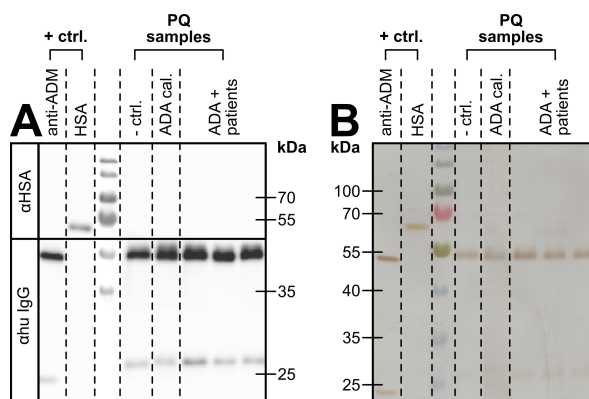 A
+ ctrl.
PQ
samples
anti-ADM
HSA
- ctrl.
ADA cal.
ADA +
patients
kDa
αHSA
αhu IgG
70
55
35
25
B
+ ctrl.
PQ
samples
anti-ADM
HSA
- ctrl.
ADA cal.
ADA +
patients
kDa
100
70
55
40
35
25